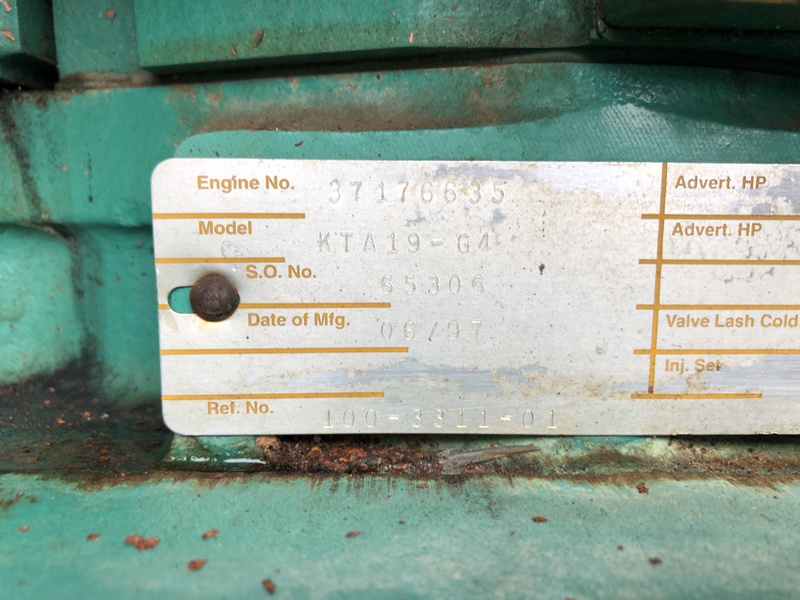 Engine No. 37176635
Advert. HP
Model KTA19-G4
Advert. HP
S.O. No. 65306
Date of Mfg. 06/97
Valve Lash Cold
Inj. Set
Ref. No. 100-3311-01